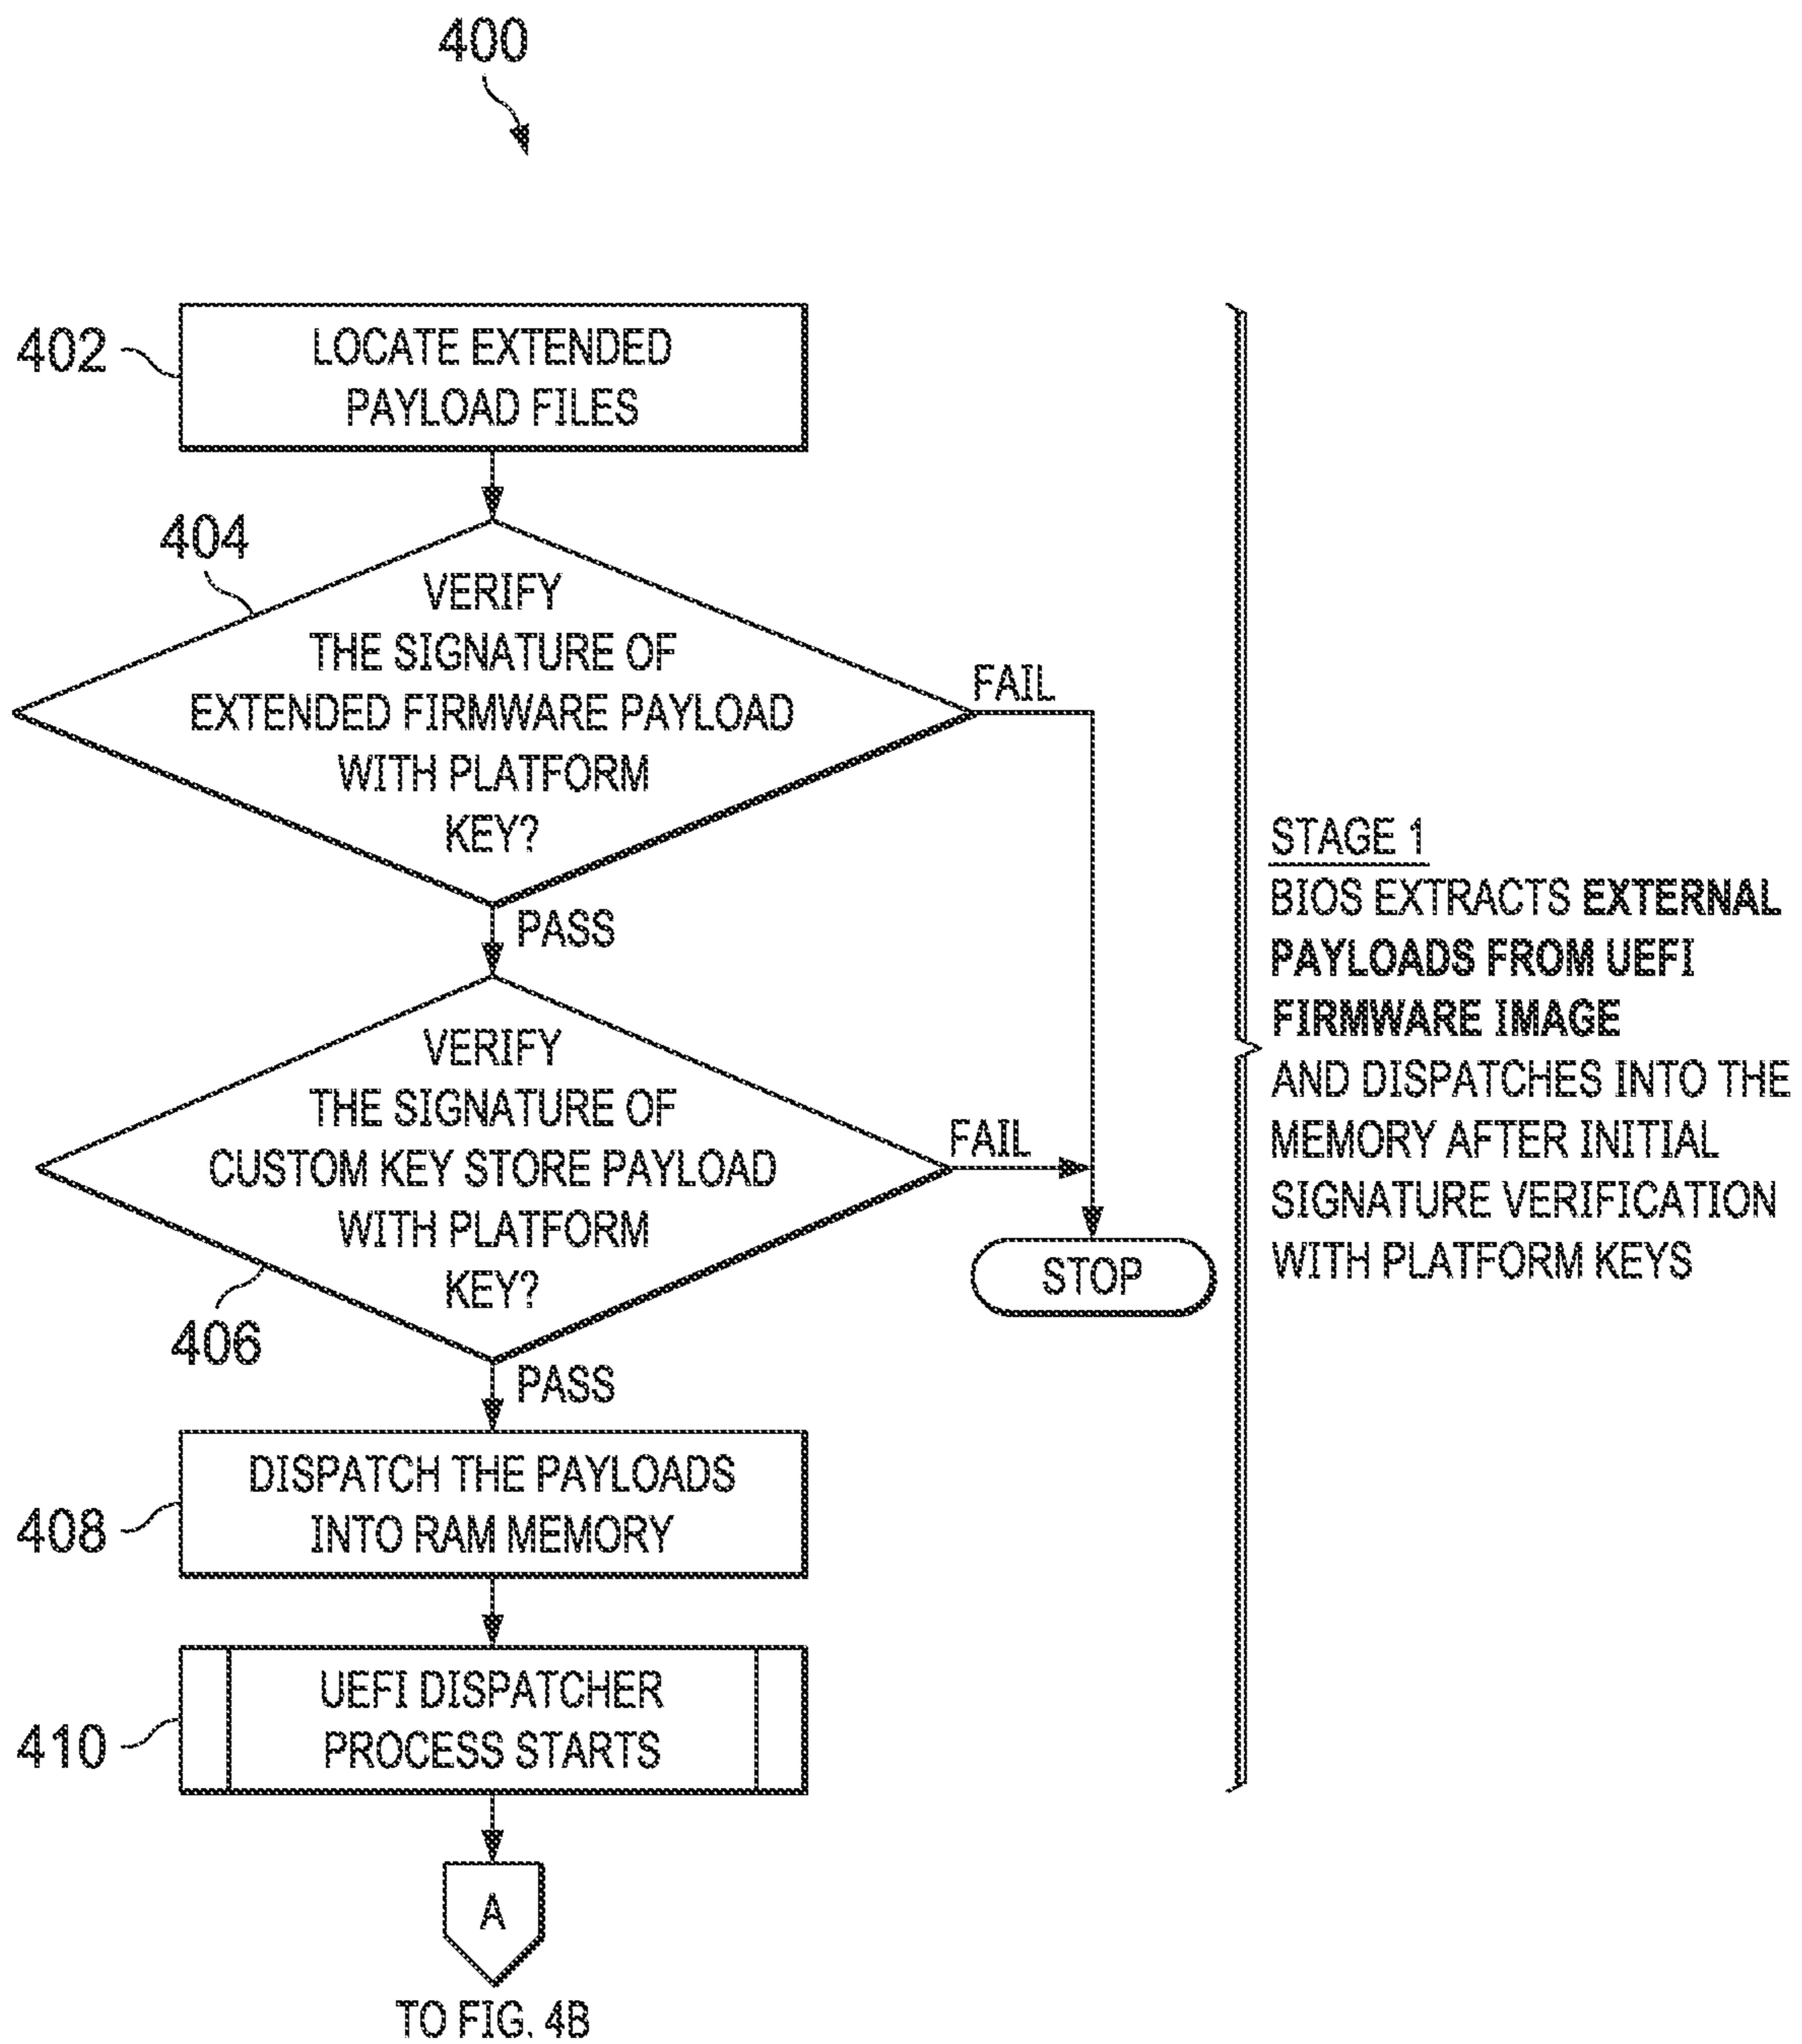 400
402
LOCATE EXTENDED
PAYLOAD FILES
404
VERIFY
THE SIGNATURE OF
EXTENDED FIRMWARE PAYLOAD
WITH PLATFORM
KEY?
FAIL
PASS
VERIFY
THE SIGNATURE OF
CUSTOM KEY STORE PAYLOAD
WITH PLATFORM
KEY?
406
FAIL
STOP
PASS
408
DISPATCH THE PAYLOADS
INTO RAM MEMORY
410
UEFI DISPATCHER
PROCESS STARTS
A
TO FIG. 4B
STAGE 1
BIOS EXTRACTS EXTERNAL
PAYLOADS FROM UEFI
FIRMWARE IMAGE
AND DISPATCHES INTO THE
MEMORY AFTER INITIAL
SIGNATURE VERIFICATION
WITH PLATFORM KEYS